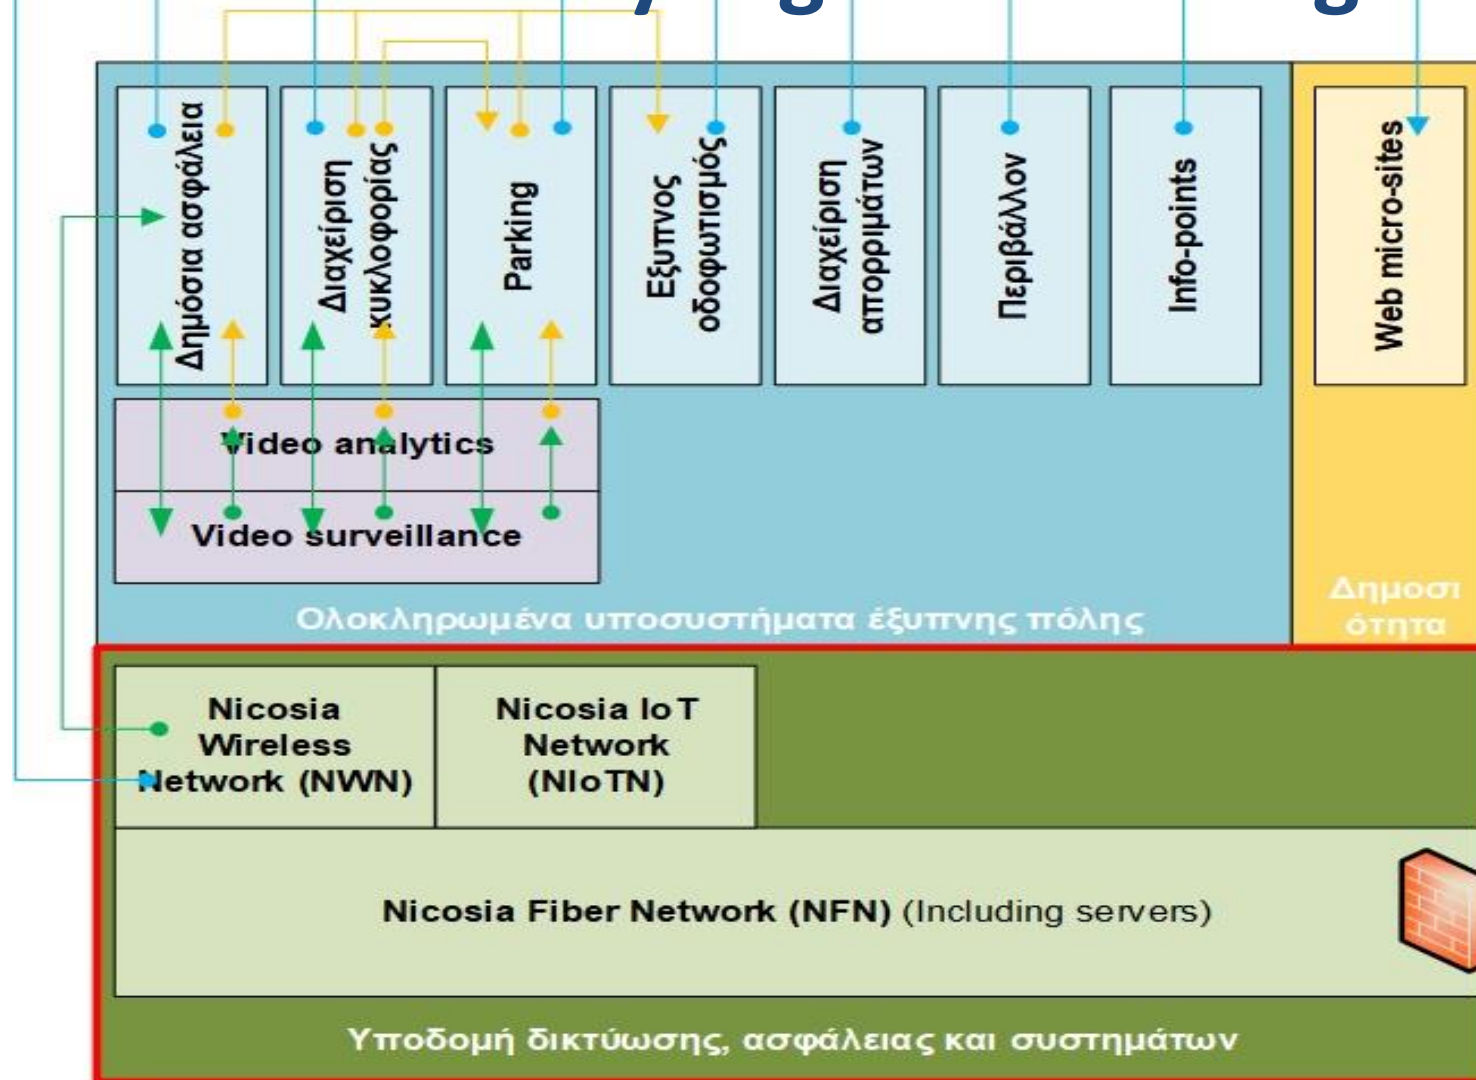 Δημόσια ασφάλεια
Διαχείριση
κυκλοφορίας
Parking
Εξυπνος
οδοφωτισμός
Διαχείριση
απορριμάτων
Περιβάλλον
Info-points
Web micro-sites
Video analytics
Video surveillance
Ολοκληρωμένα υποσυστήματα έξυπνης πόλης
Δημοσι
ότητα
Nicosia
Wireless
Network (NWN)
Nicosia IoT
Network
(NIoTN)
Nicosia Fiber Network (NFN) (Including servers)
Υποδομή δικτύωσης, ασφάλειας και συστημάτων